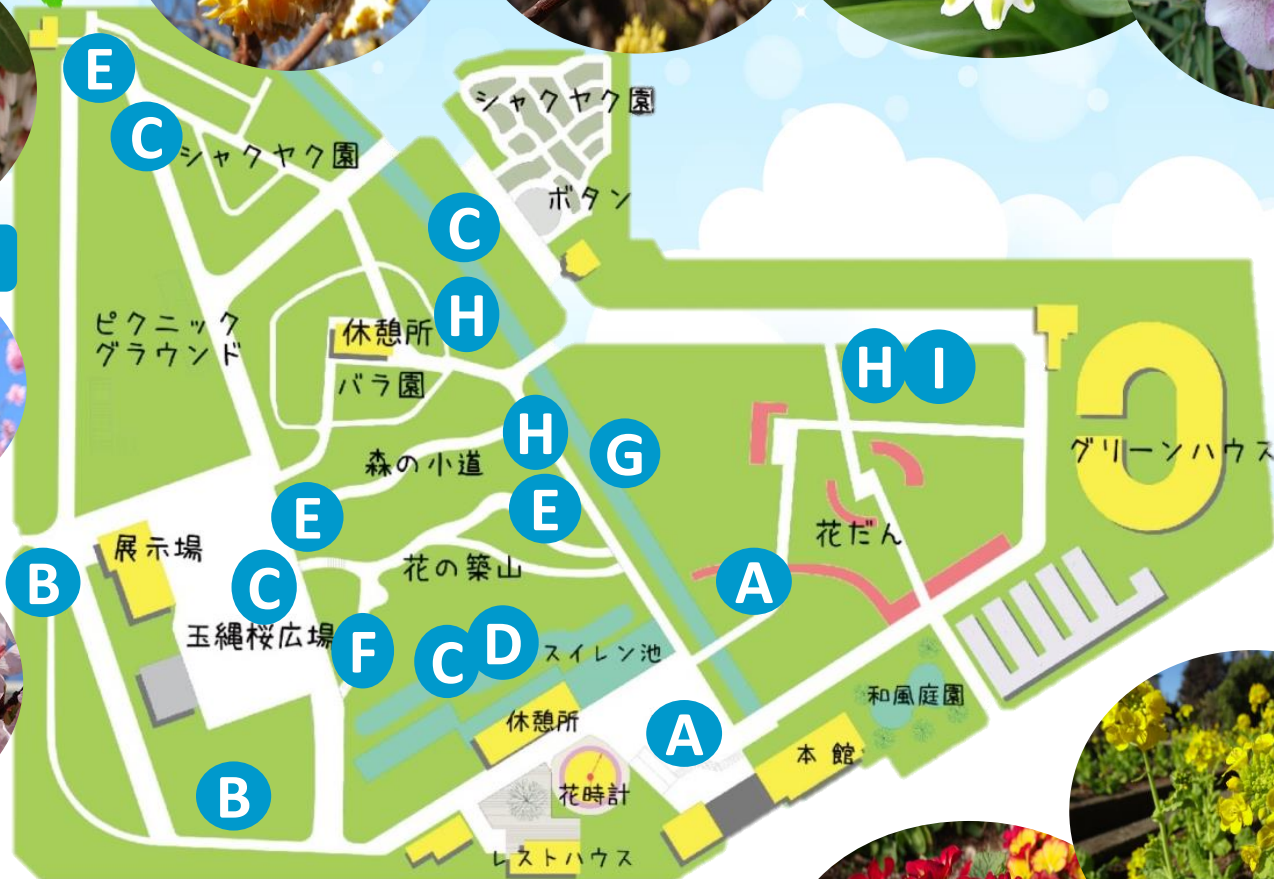 E
C
シャクヤク園
シャクヤク園
ボタン
C
H
休憩所
バラ園
ピクニック
グラウンド
H I
グリーンハウス
H
G
E
森の小道
E
花だん
展示場
B
C
花の築山
A
玉縄桜広場
F
C
D
スイレン池
和風庭園
休憩所
A
本館
花時計
B
レストハウス